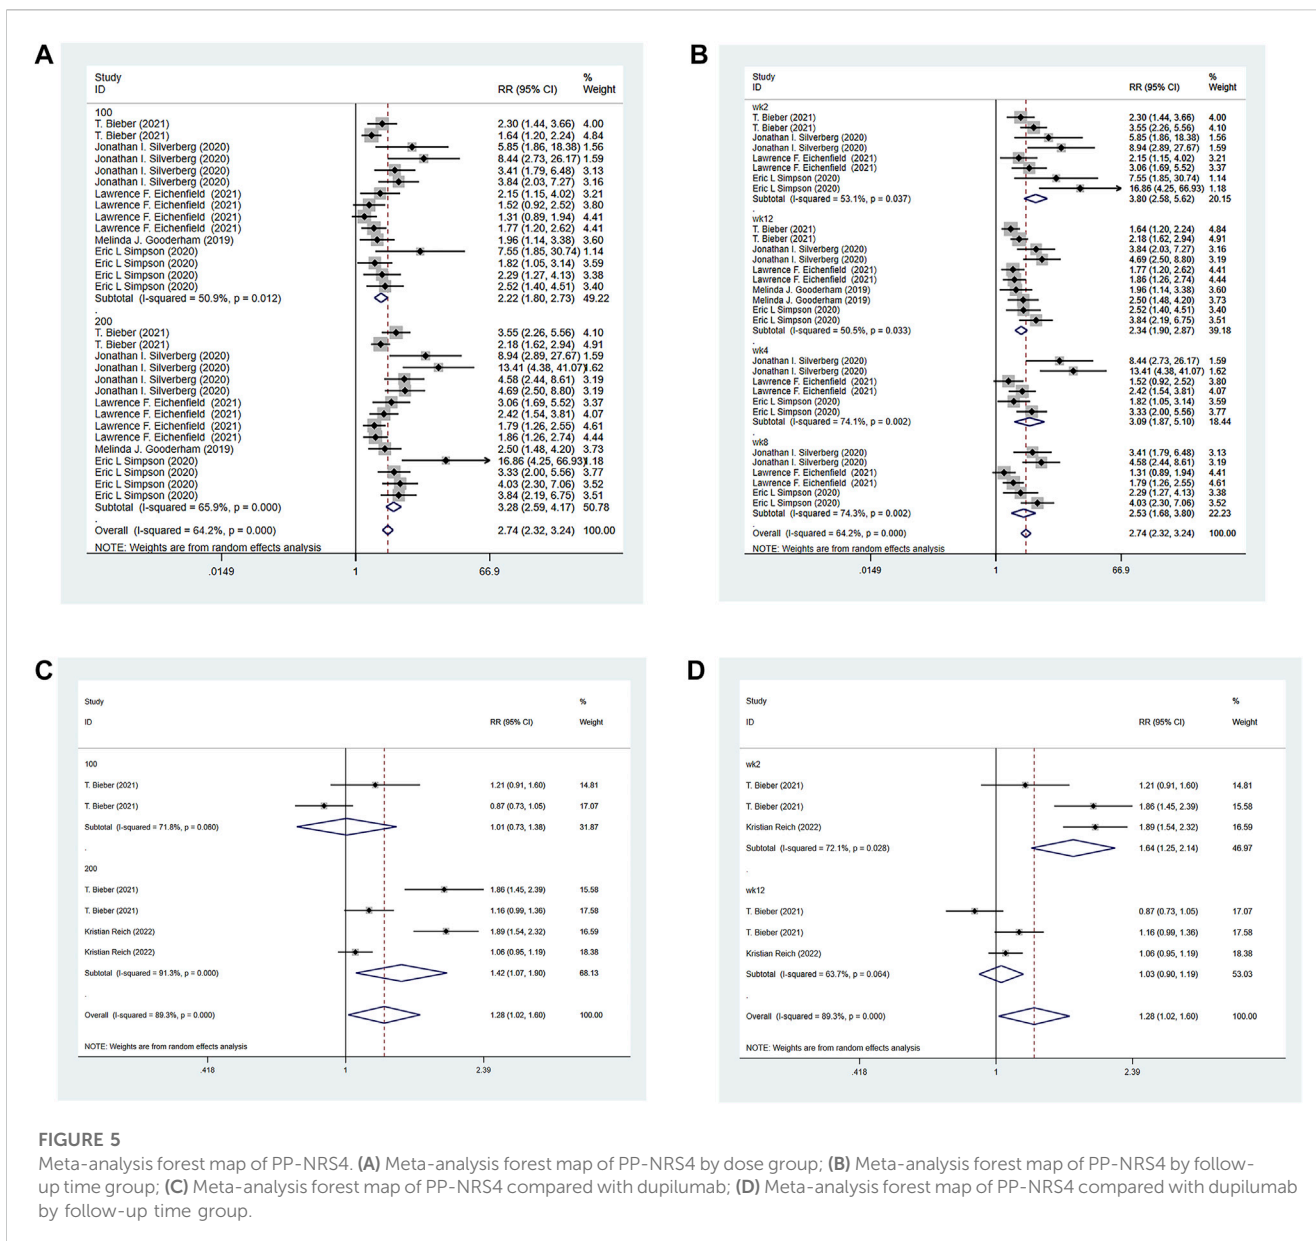 A
Study %
ID RR (95% CI) Weight
100
T. Bieber (2021) 2.30 (1.44, 3.66) 4.00
T. Bieber (2021) 1.64 (1.20, 2.24) 4.84
Jonathan I. Silverberg (2020) 5.85 (1.86, 18.38) 1.56
Jonathan I. Silverberg (2020) 8.44 (2.73, 26.17) 1.59
Jonathan I. Silverberg (2020) 3.41 (1.79, 6.48) 3.13
Jonathan I. Silverberg (2020) 3.84 (2.03, 7.27) 3.16
Lawrence F. Eichenfield (2021) 2.15 (1.15, 4.02) 3.21
Lawrence F. Eichenfield (2021) 1.52 (0.92, 2.52) 3.80
Lawrence F. Eichenfield (2021) 1.31 (0.89, 1.94) 4.41
Lawrence F. Eichenfield (2021) 1.77 (1.20, 2.62) 4.41
Melinda J. Gooderham (2019) 1.96 (1.14, 3.38) 3.60
Eric L Simpson (2020) 7.55 (1.85, 30.74) 1.14
Eric L Simpson (2020) 1.82 (1.05, 3.14) 3.59
Eric L Simpson (2020) 2.29 (1.27, 4.13) 3.38
Eric L Simpson (2020) 2.52 (1.40, 4.51) 3.40
Subtotal (I-squared = 50.9%, p = 0.012) 2.22 (1.80, 2.73) 49.22
.
200
T. Bieber (2021) 3.55 (2.26, 5.56) 4.10
T. Bieber (2021) 2.18 (1.62, 2.94) 4.91
Jonathan I. Silverberg (2020) 8.94 (2.89, 27.67) 1.59
Jonathan I. Silverberg (2020) 13.41 (4.38, 41.07) 1.62
Jonathan I. Silverberg (2020) 4.58 (2.44, 8.61) 3.19
Jonathan I. Silverberg (2020) 4.69 (2.50, 8.80) 3.19
Lawrence F. Eichenfield (2021) 3.06 (1.69, 5.52) 3.37
Lawrence F. Eichenfield (2021) 2.42 (1.54, 3.81) 4.07
Lawrence F. Eichenfield (2021) 1.79 (1.26, 2.55) 4.61
Lawrence F. Eichenfield (2021) 1.86 (1.26, 2.74) 4.44
Melinda J. Gooderham (2019) 2.50 (1.48, 4.20) 3.73
Eric L Simpson (2020) 16.86 (4.25, 66.93) 1.18
Eric L Simpson (2020) 3.33 (2.00, 5.56) 3.77
Eric L Simpson (2020) 4.03 (2.30, 7.06) 3.52
Eric L Simpson (2020) 3.84 (2.19, 6.75) 3.51
Subtotal (I-squared = 65.9%, p = 0.000) 3.28 (2.59, 4.17) 50.78
.
Overall (I-squared = 64.2%, p = 0.000) 2.74 (2.32, 3.24) 100.00
NOTE: Weights are from random effects analysis
.0149 1 66.9
B
Study %
ID RR (95% CI) Weight
wk2
T. Bieber (2021) 2.30 (1.44, 3.66) 4.00
T. Bieber (2021) 3.55 (2.26, 5.56) 4.10
Jonathan I. Silverberg (2020) 5.85 (1.86, 18.38) 1.56
Jonathan I. Silverberg (2020) 8.94 (2.89, 27.67) 1.59
Lawrence F. Eichenfield (2021) 2.15 (1.15, 4.02) 3.21
Lawrence F. Eichenfield (2021) 3.06 (1.69, 5.52) 3.37
Eric L Simpson (2020) 7.55 (1.85, 30.74) 1.14
Eric L Simpson (2020) 16.86 (4.25, 66.93) 1.18
Subtotal (I-squared = 53.1%, p = 0.037) 3.80 (2.58, 5.62) 20.15
.
wk12
T. Bieber (2021) 1.64 (1.20, 2.24) 4.84
T. Bieber (2021) 2.18 (1.62, 2.94) 4.91
Jonathan I. Silverberg (2020) 3.84 (2.03, 7.27) 3.16
Jonathan I. Silverberg (2020) 4.69 (2.50, 8.80) 3.19
Lawrence F. Eichenfield (2021) 1.77 (1.20, 2.62) 4.41
Lawrence F. Eichenfield (2021) 1.86 (1.26, 2.74) 4.44
Melinda J. Gooderham (2019) 1.96 (1.14, 3.38) 3.60
Melinda J. Gooderham (2019) 2.50 (1.48, 4.20) 3.73
Eric L Simpson (2020) 2.52 (1.40, 4.51) 3.40
Eric L Simpson (2020) 3.84 (2.19, 6.75) 3.51
Subtotal (I-squared = 50.5%, p = 0.033) 2.34 (1.90, 2.87) 39.18
.
wk4
Jonathan I. Silverberg (2020) 8.44 (2.73, 26.17) 1.59
Jonathan I. Silverberg (2020) 13.41 (4.38, 41.07) 1.62
Lawrence F. Eichenfield (2021) 1.52 (0.92, 2.52) 3.80
Lawrence F. Eichenfield (2021) 2.42 (1.54, 3.81) 4.07
Eric L Simpson (2020) 1.82 (1.05, 3.14) 3.59
Eric L Simpson (2020) 3.33 (2.00, 5.56) 3.77
Subtotal (I-squared = 74.1%, p = 0.002) 3.09 (1.87, 5.10) 18.44
.
wk8
Jonathan I. Silverberg (2020) 3.41 (1.79, 6.48) 3.13
Jonathan I. Silverberg (2020) 4.58 (2.44, 8.61) 3.19
Lawrence F. Eichenfield (2021) 1.31 (0.89, 1.94) 4.41
Lawrence F. Eichenfield (2021) 1.79 (1.26, 2.55) 4.61
Eric L Simpson (2020) 2.29 (1.27, 4.13) 3.38
Eric L Simpson (2020) 4.03 (2.30, 7.06) 3.52
Subtotal (I-squared = 74.3%, p = 0.002) 2.53 (1.68, 3.80) 22.23
.
Overall (I-squared = 64.2%, p = 0.000) 2.74 (2.32, 3.24) 100.00
NOTE: Weights are from random effects analysis
.0149 1 66.9
C
Study %
ID RR (95% CI) Weight
100
T. Bieber (2021) 1.21 (0.91, 1.60) 14.81
T. Bieber (2021) 0.87 (0.73, 1.05) 17.07
Subtotal (I-squared = 71.8%, p = 0.060) 1.01 (0.73, 1.38) 31.87
.
200
T. Bieber (2021) 1.86 (1.45, 2.39) 15.58
T. Bieber (2021) 1.16 (0.99, 1.36) 17.58
Kristian Reich (2022) 1.89 (1.54, 2.32) 16.59
Kristian Reich (2022) 1.06 (0.95, 1.19) 18.38
Subtotal (I-squared = 91.3%, p = 0.000) 1.42 (1.07, 1.90) 68.13
.
Overall (I-squared = 89.3%, p = 0.000) 1.28 (1.02, 1.60) 100.00
NOTE: Weights are from random effects analysis
.418 1 2.39
D
Study %
ID RR (95% CI) Weight
wk2
T. Bieber (2021) 1.21 (0.91, 1.60) 14.81
T. Bieber (2021) 1.86 (1.45, 2.39) 15.58
Kristian Reich (2022) 1.89 (1.54, 2.32) 16.59
Subtotal (I-squared = 72.1%, p = 0.028) 1.64 (1.25, 2.14) 46.97
.
wk12
T. Bieber (2021) 0.87 (0.73, 1.05) 17.07
T. Bieber (2021) 1.16 (0.99, 1.36) 17.58
Kristian Reich (2022) 1.06 (0.95, 1.19) 18.38
Subtotal (I-squared = 63.7%, p = 0.064) 1.03 (0.90, 1.19) 53.03
.
Overall (I-squared = 89.3%, p = 0.000) 1.28 (1.02, 1.60) 100.00
NOTE: Weights are from random effects analysis
.418 1 2.39
FIGURE 5
Meta-analysis forest map of PP-NRS4. (A) Meta-analysis forest map of PP-NRS4 by dose group; (B) Meta-analysis forest map of PP-NRS4 by follow-
up time group; (C) Meta-analysis forest map of PP-NRS4 compared with dupilumab; (D) Meta-analysis forest map of PP-NRS4 compared with dupilumab
by follow-up time group.